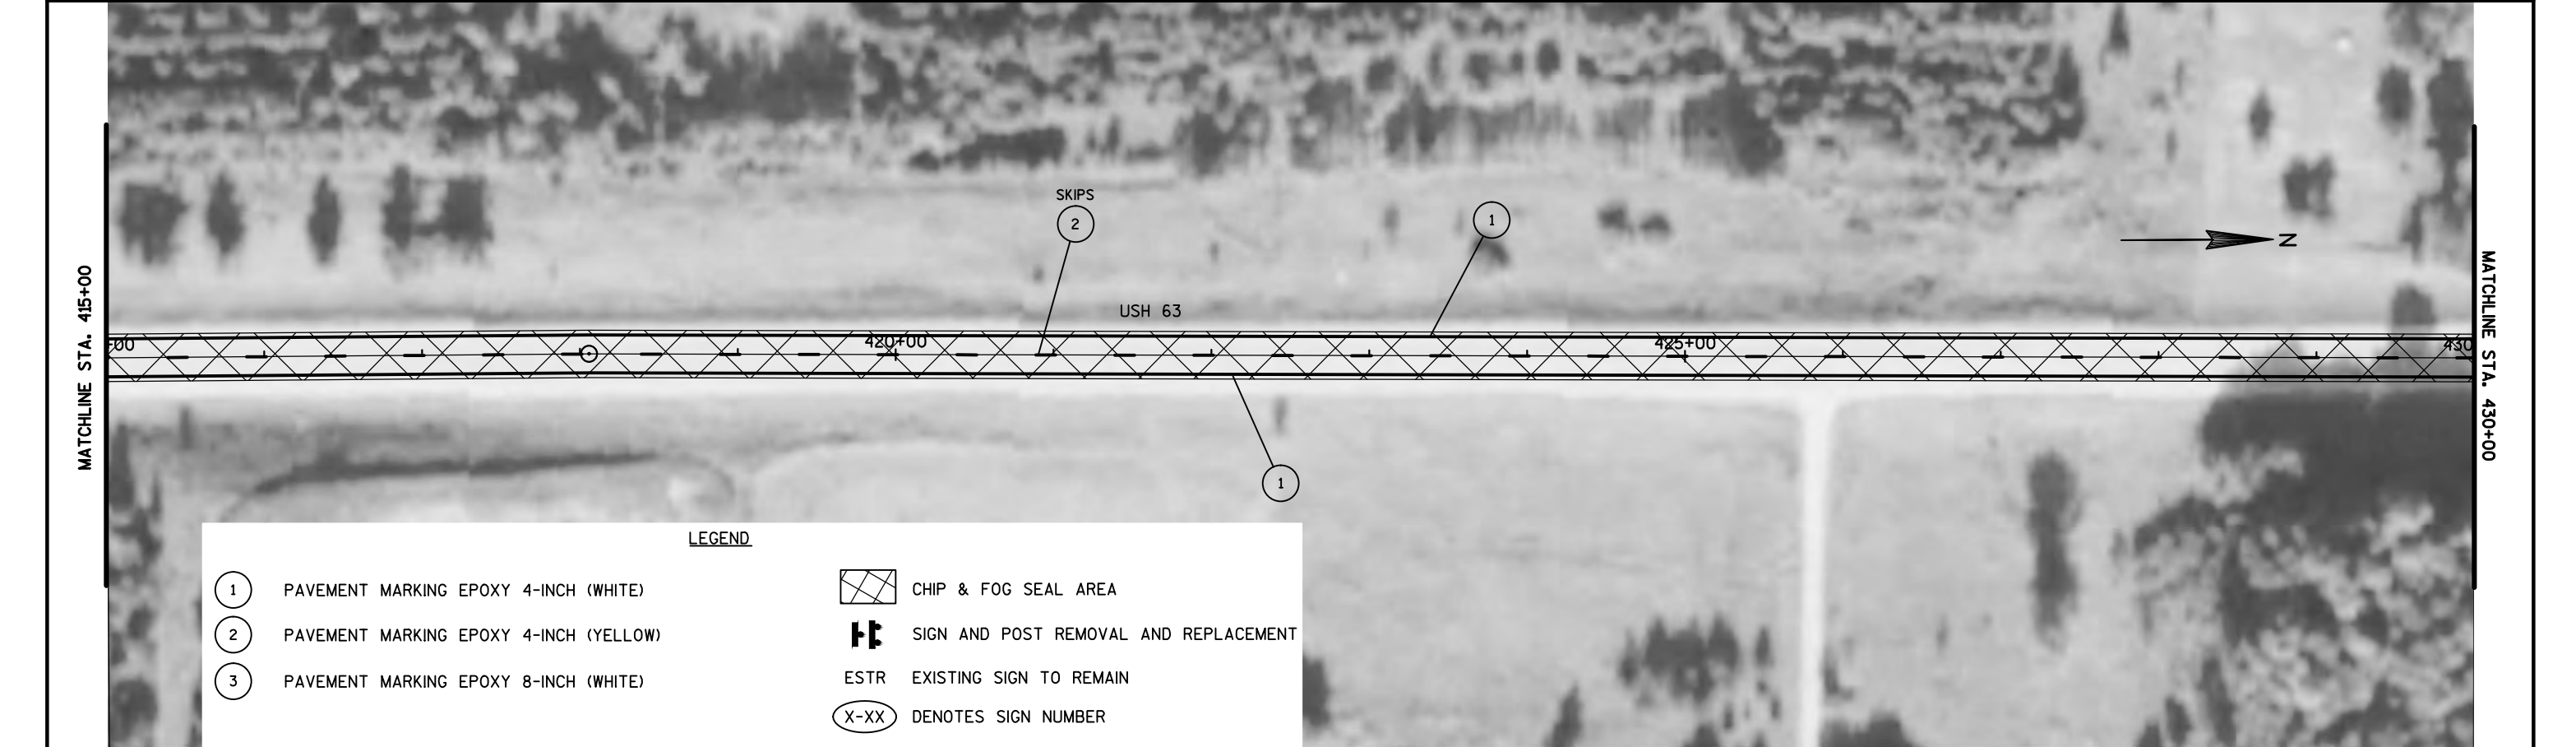 SKIPS
2
1
N
USH 63
MATCHLINE STA. 415+00
MATCHLINE STA. 430+00
00
420+00
425+00
430
1
LEGEND
1 PAVEMENT MARKING EPOXY 4-INCH (WHITE)
2 PAVEMENT MARKING EPOXY 4-INCH (YELLOW)
3 PAVEMENT MARKING EPOXY 8-INCH (WHITE)
CHIP & FOG SEAL AREA
SIGN AND POST REMOVAL AND REPLACEMENT
ESTR EXISTING SIGN TO REMAIN
X-XX DENOTES SIGN NUMBER